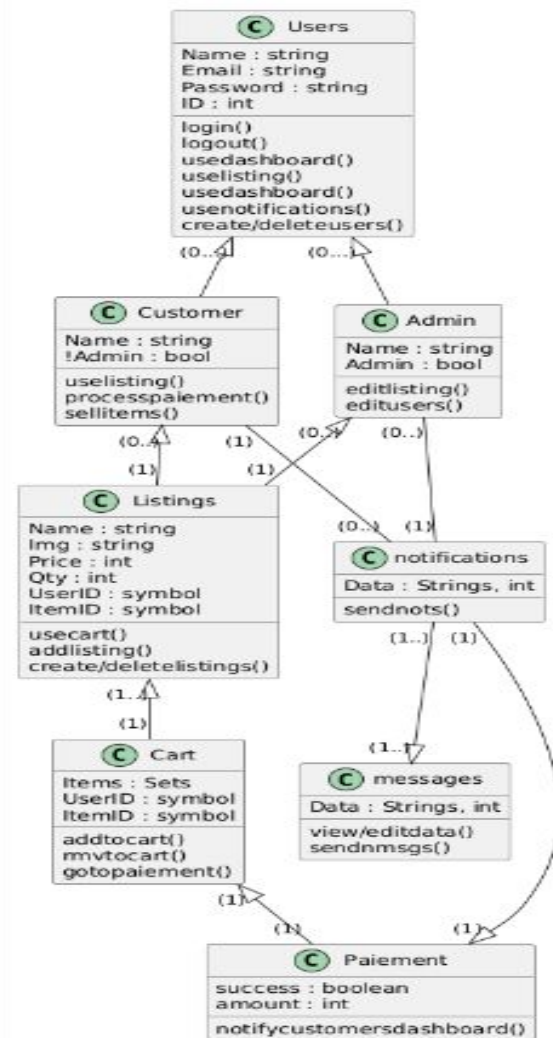 C Users
Name : string
Email : string
Password : string
ID : int
login()
logout()
usedashboard()
uselisting()
usedashboard()
usenotifications()
create/deleteusers()
(0..) (0..)
C Customer
Name : string
!Admin : bool
uselisting()
processpaiement()
sellitems()
C Admin
Name : string
Admin : bool
editlisting()
editusers()
(0..) (1) (0..) (0..)
(1) (1) (0..) (1)
C Listings
Name : string
Img : string
Price : int
Qty : int
UserID : symbol
ItemID : symbol
usecart()
addlisting()
create/deletelistings()
C notifications
Data : Strings, int
sendnots()
(1..) (1)
(1..)
(1)
C Cart
Items : Sets
UserID : symbol
ItemID : symbol
addtocart()
rmvtocart()
gotopaiement()
(1..)
C messages
Data : Strings, int
view/editdata()
sendnmsgs()
(1)
(1) (1)
C Paiement
success : boolean
amount : int
notifycustomersdashboard()